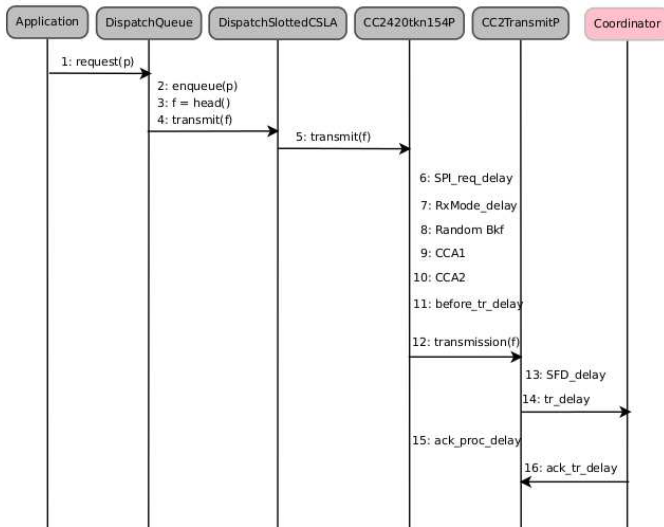 Application
DispatchQueue
DispatchSlottedCSLA
CC2420tkn154P
CC2TransmitP
Coordinator
1: request(p)
2: enqueue(p)
3: f = head()
4: transmit(f)
5: transmit(f)
6: SPI_req_delay
7: RxMode_delay
8: Random Bkf
9: CCA1
10: CCA2
11: before_tr_delay
12: transmission(f)
13: SFD_delay
14: tr_delay
15: ack_proc_delay
16: ack_tr_delay